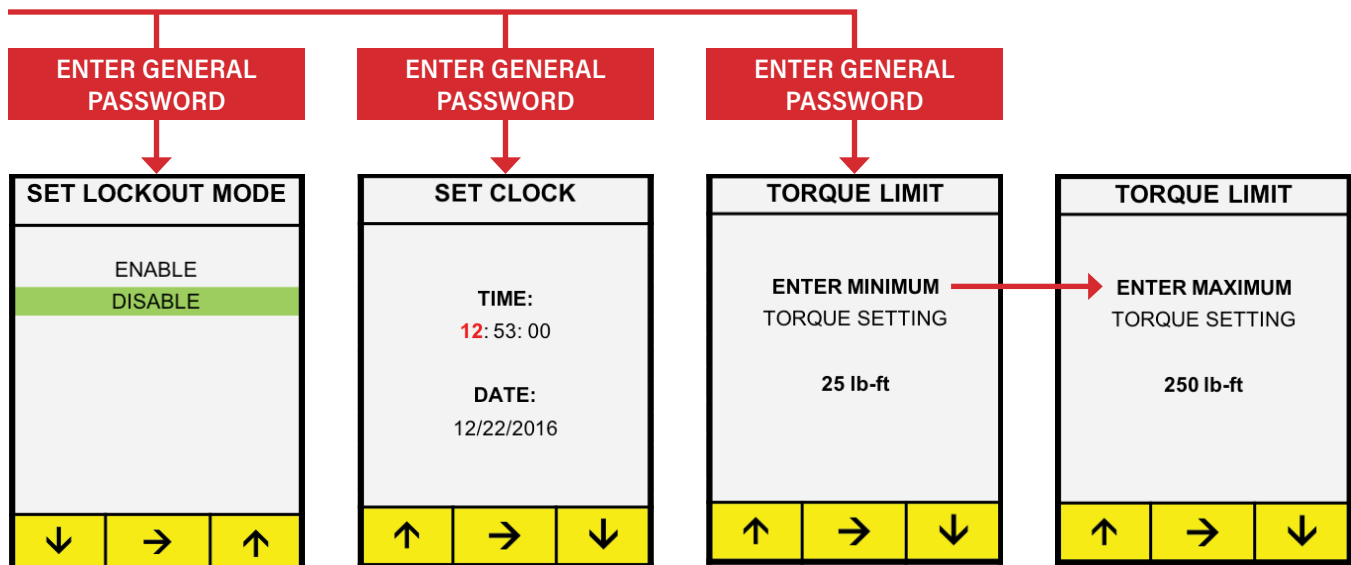 ENTER GENERAL
PASSWORD
ENTER GENERAL
PASSWORD
ENTER GENERAL
PASSWORD
SET LOCKOUT MODE
ENABLE
DISABLE
SET CLOCK
TIME:
12: 53: 00
DATE:
12/22/2016
TORQUE LIMIT
ENTER MINIMUM
TORQUE SETTING
25 lb-ft
TORQUE LIMIT
ENTER MAXIMUM
TORQUE SETTING
250 lb-ft